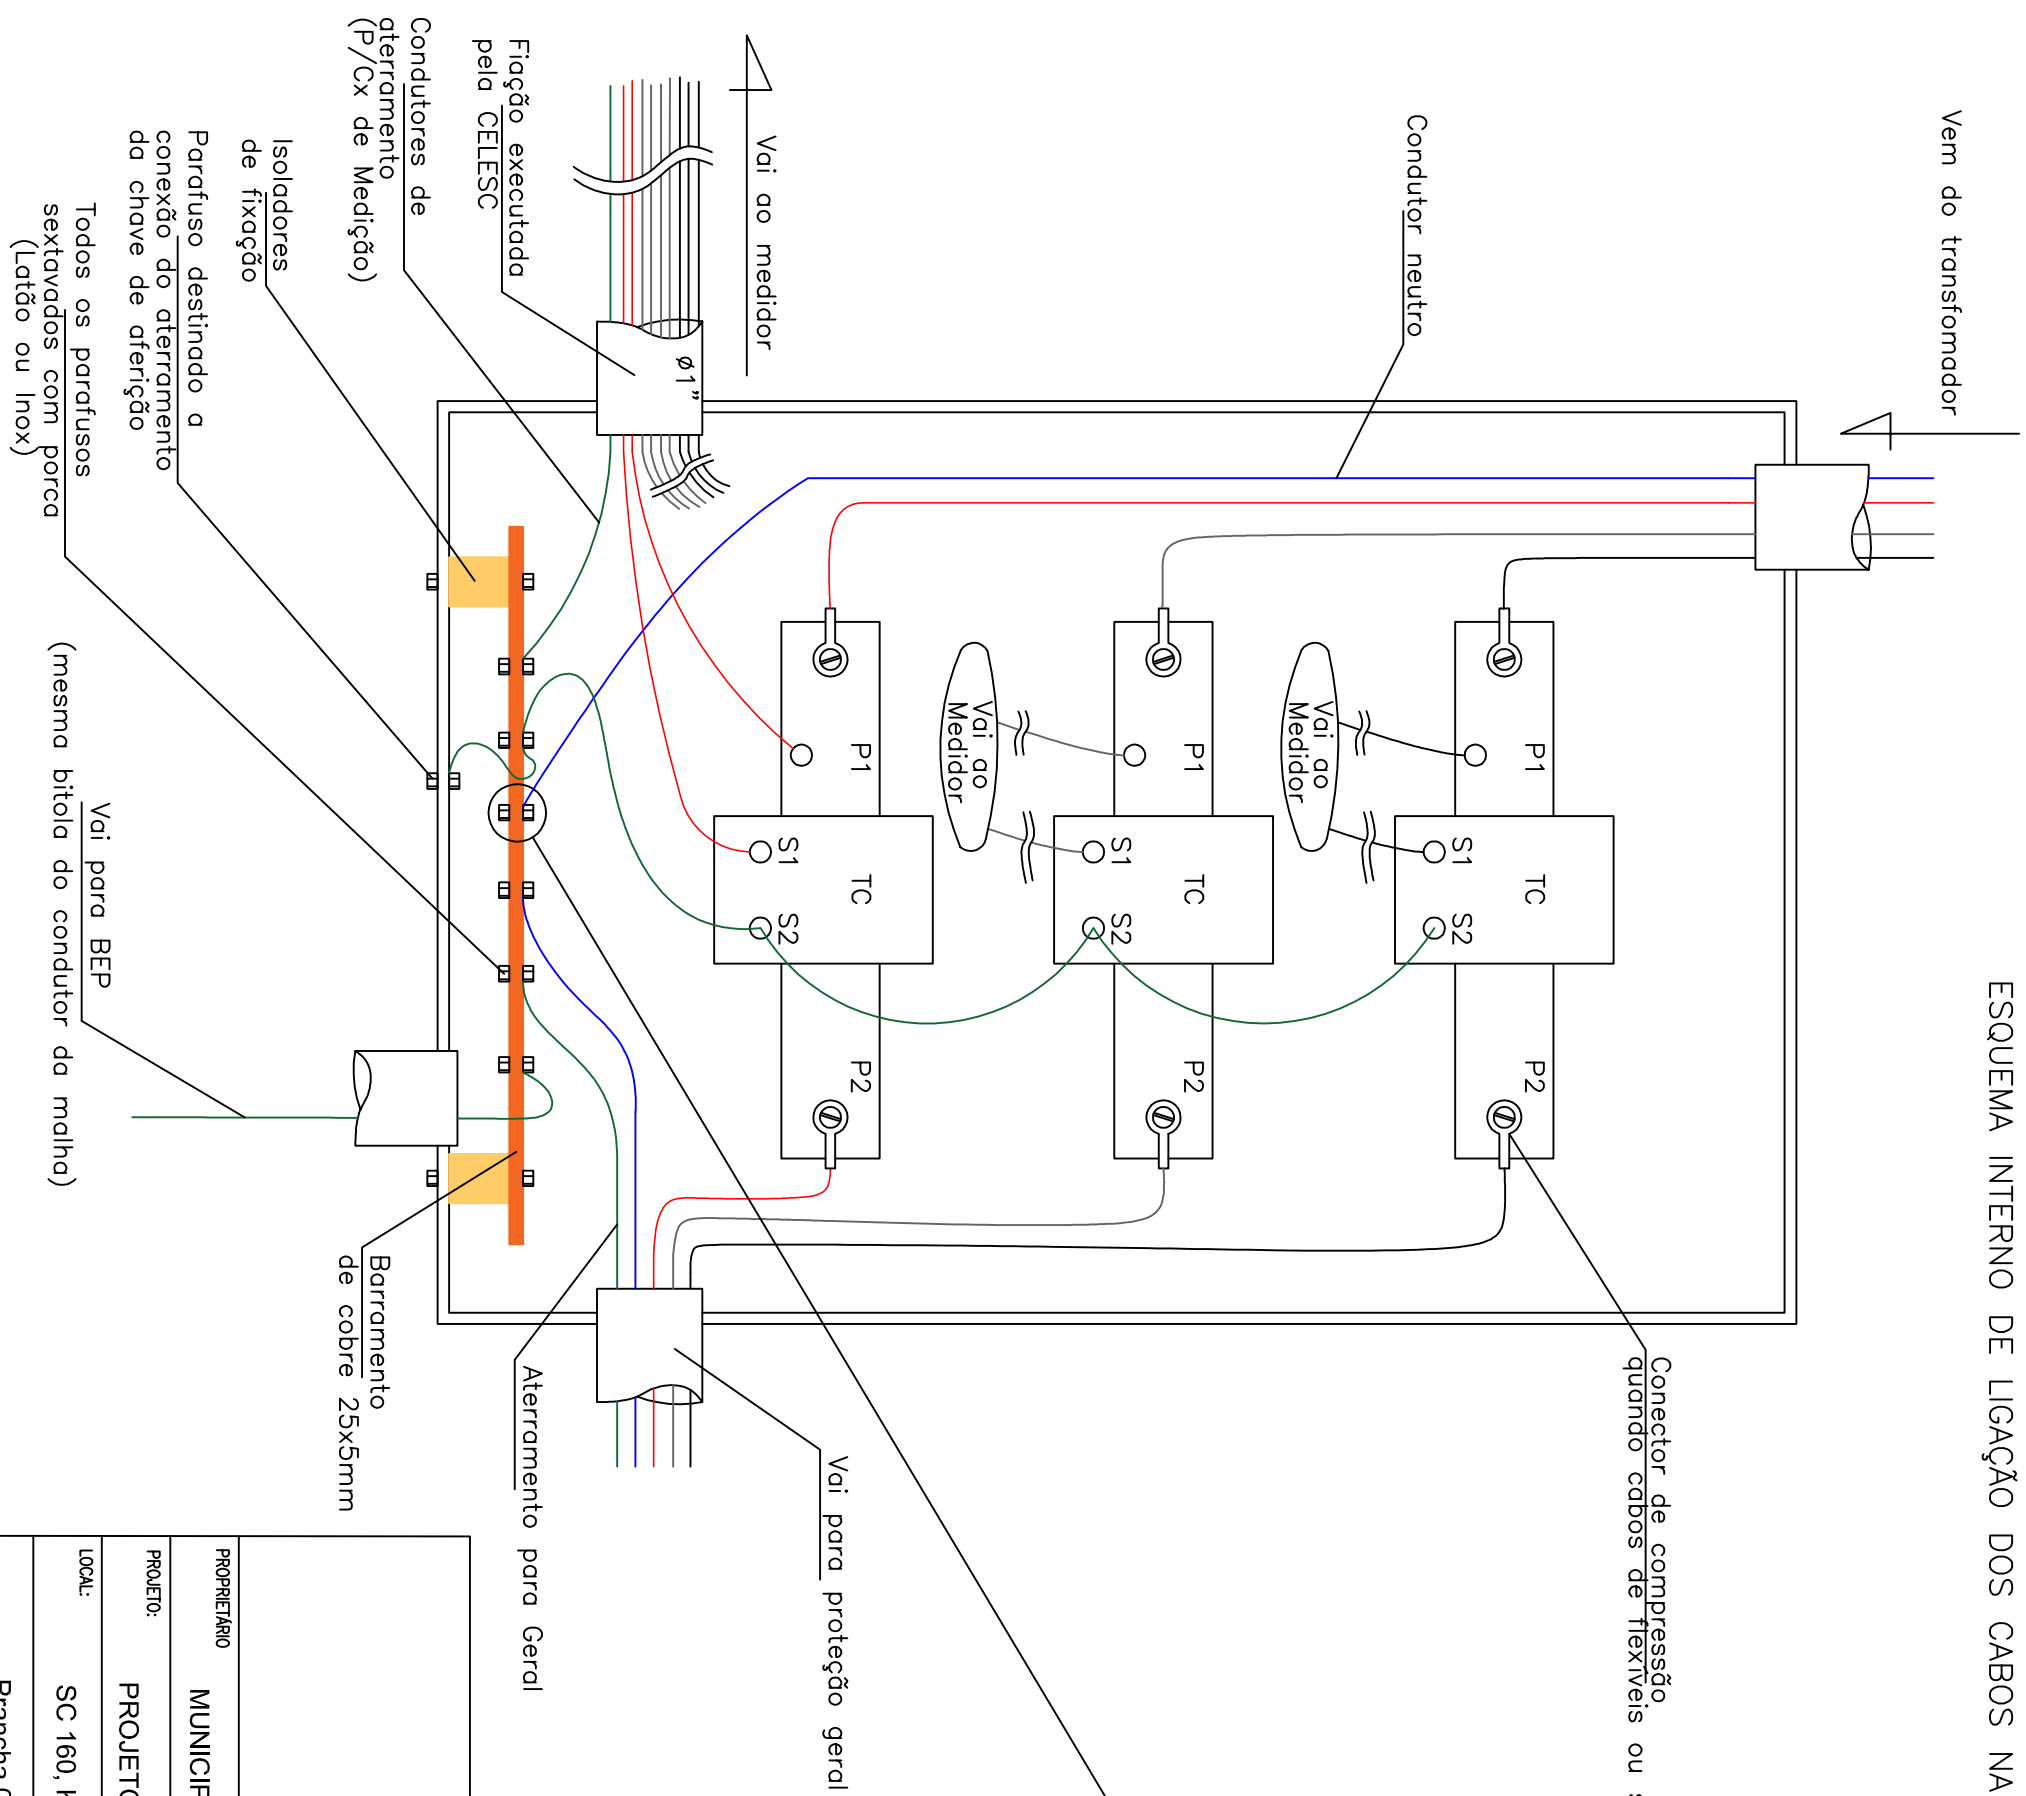 ESQUEMA INTERNO DE LIGAÇÃO DOS CABOS NA
Vem do transfomador
Condutor neutro
Vai ao medidor
Fiação executada
pela CELESC
Condutores de
aterramento
(P/Cx de Medição)
Isoladores
de fixação
Parafuso destinado a
conexão do aterramento
da chave de aferição
Todos os parafusos
sextavados com porca
(Latão ou Inox)
ø1"
P1
S1
TC
S2
P2
Vai ao
Medidor
P1
S1
TC
S2
P2
Vai ao
Medidor
P1
S1
TC
S2
P2
Vai para BEP
(mesma bitola do condutor da malha)
Barramento
de cobre 25x5mm
Aterramento para Geral
Vai para proteção geral
Conector de compressão
quando cabos de flexíveis ou
PROPRIETÁRIO
PROJETO:
LOCAL:
SC 160,